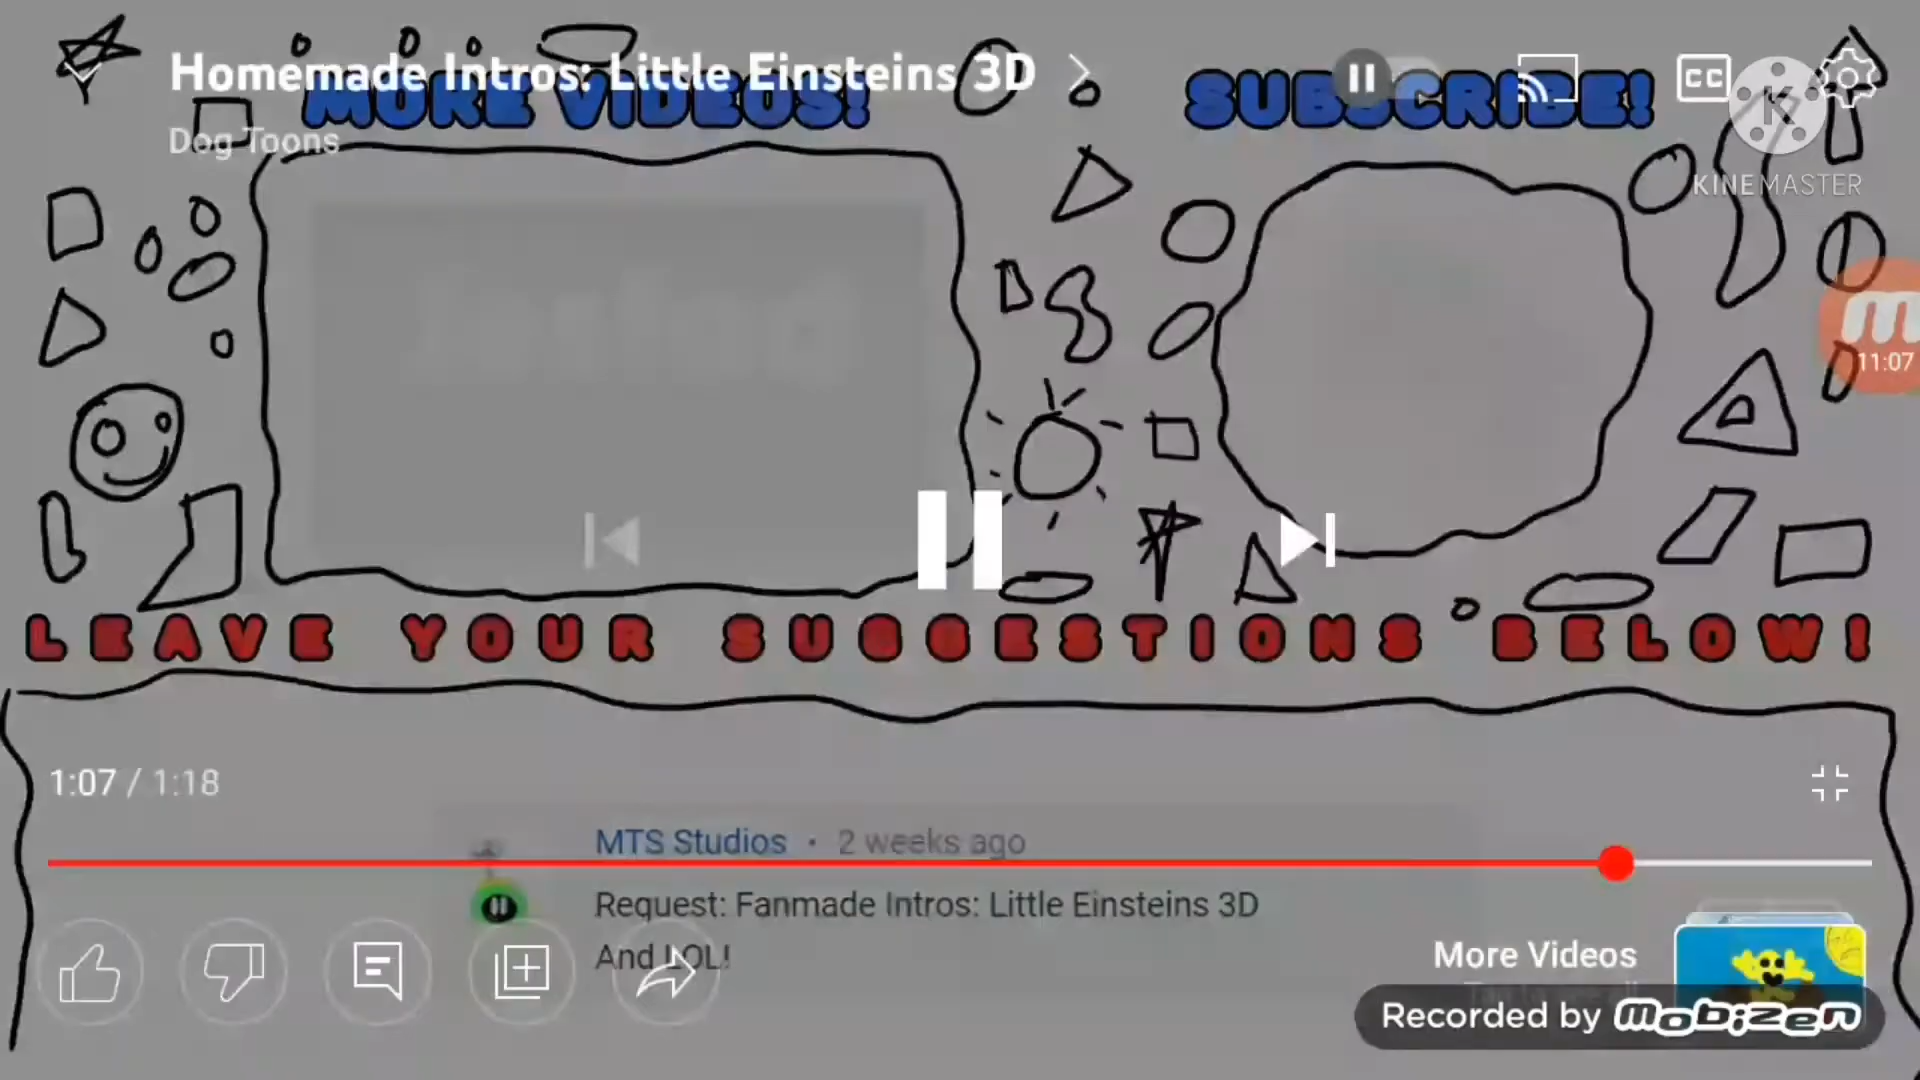 Homemade Intros: Little Einsteins 3D
Dog Toons
MORE VIDEOS!
SUBSCRIBE!
CC
K
KINEMASTER
m
11:07
LEAVE YOUR SUGGESTIONS BELOW!
1:07 / 1:18
MTS Studios · 2 weeks ago
Request: Fanmade Intros: Little Einsteins 3D
And LOL!
More Videos
Recorded by mobizen